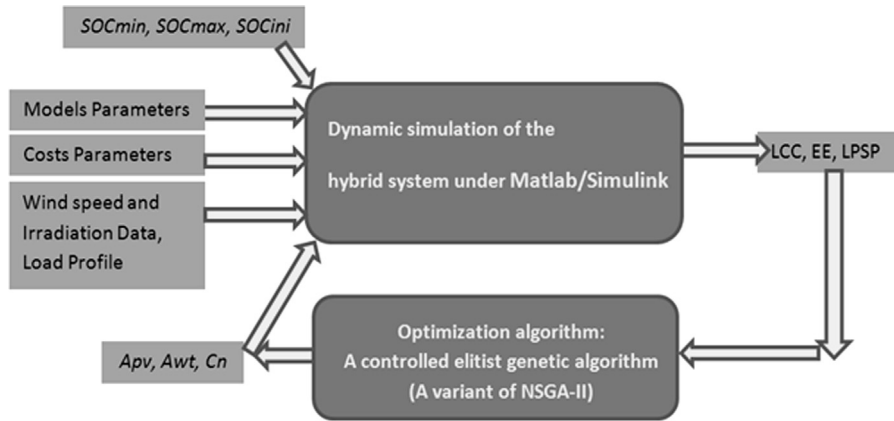 SOCmin, SOCmax, SOCini
Models Parameters
Costs Parameters
Wind speed and
Irradiation Data,
Load Profile
Dynamic simulation of the
hybrid system under Matlab/Simulink
LCC, EE, LPSP
Optimization algorithm:
A controlled elitist genetic algorithm
(A variant of NSGA-II)
Apv, Awt, Cn